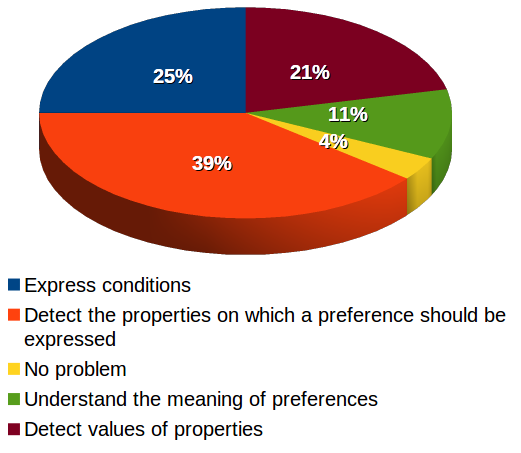 25%
21%
11%
4%
39%
Express conditions
Detect the properties on which a preference should be
expressed
No problem
Understand the meaning of preferences
Detect values of properties